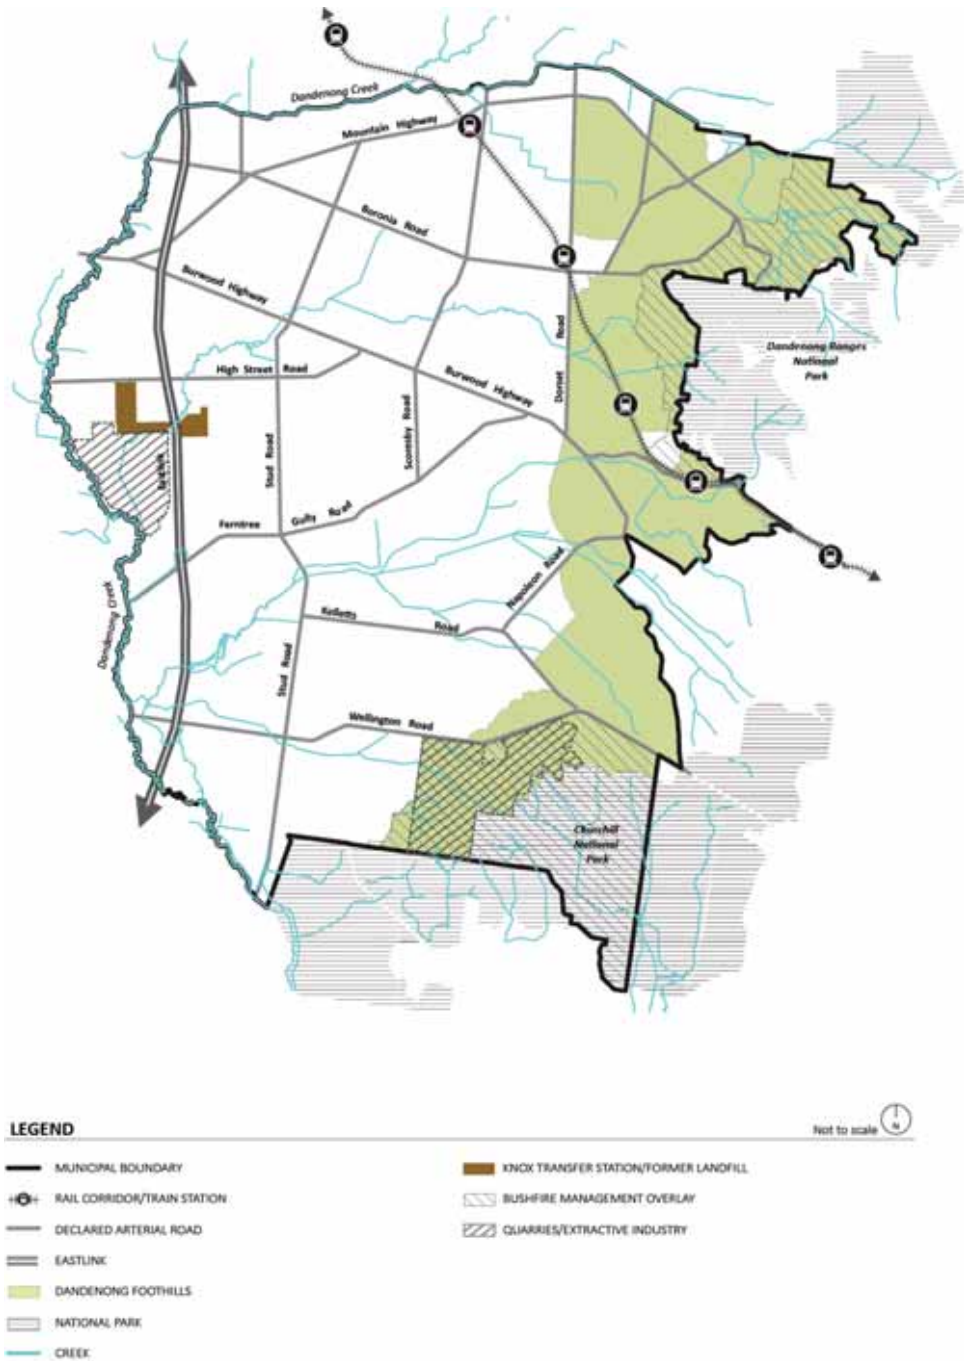 Dandenong Creek
Mountain Highway
Boronia Road
Burwood Highway
Dorset Road
Dandenong Ranges
National
Park
High Street Road
Burwood Highway
Scoresby Road
Stud Road
Eastlink
Ferntree Gully Road
Napoleon Road
Dandenong Creek
Kelletts Road
Stud Road
Wellington Road
Churchill
National
Park
LEGEND
Not to scale
N
MUNICIPAL BOUNDARY
RAIL CORRIDOR/TRAIN STATION
DECLARED ARTERIAL ROAD
EASTLINK
DANDENONG FOOTHILLS
NATIONAL PARK
CREEK
KNOX TRANSFER STATION/FORMER LANDFILL
BUSHFIRE MANAGEMENT OVERLAY
QUARRIES/EXTRACTIVE INDUSTRY